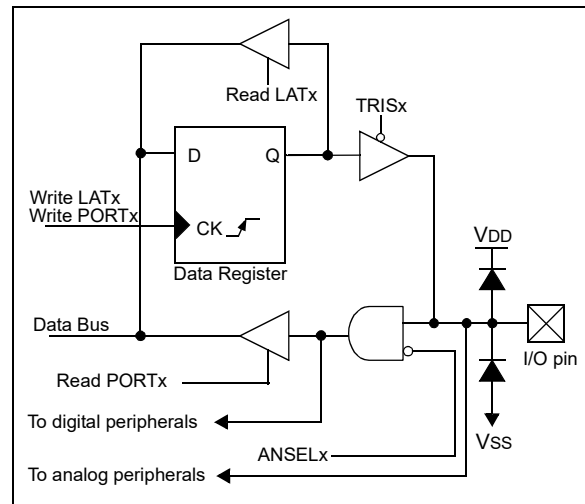 Read LATx
TRISx
D
Q
Write LATx
Write PORTx
CK
VDD
Data Register
Data Bus
I/O pin
Read PORTx
To digital peripherals
VSS
ANSELx
To analog peripherals